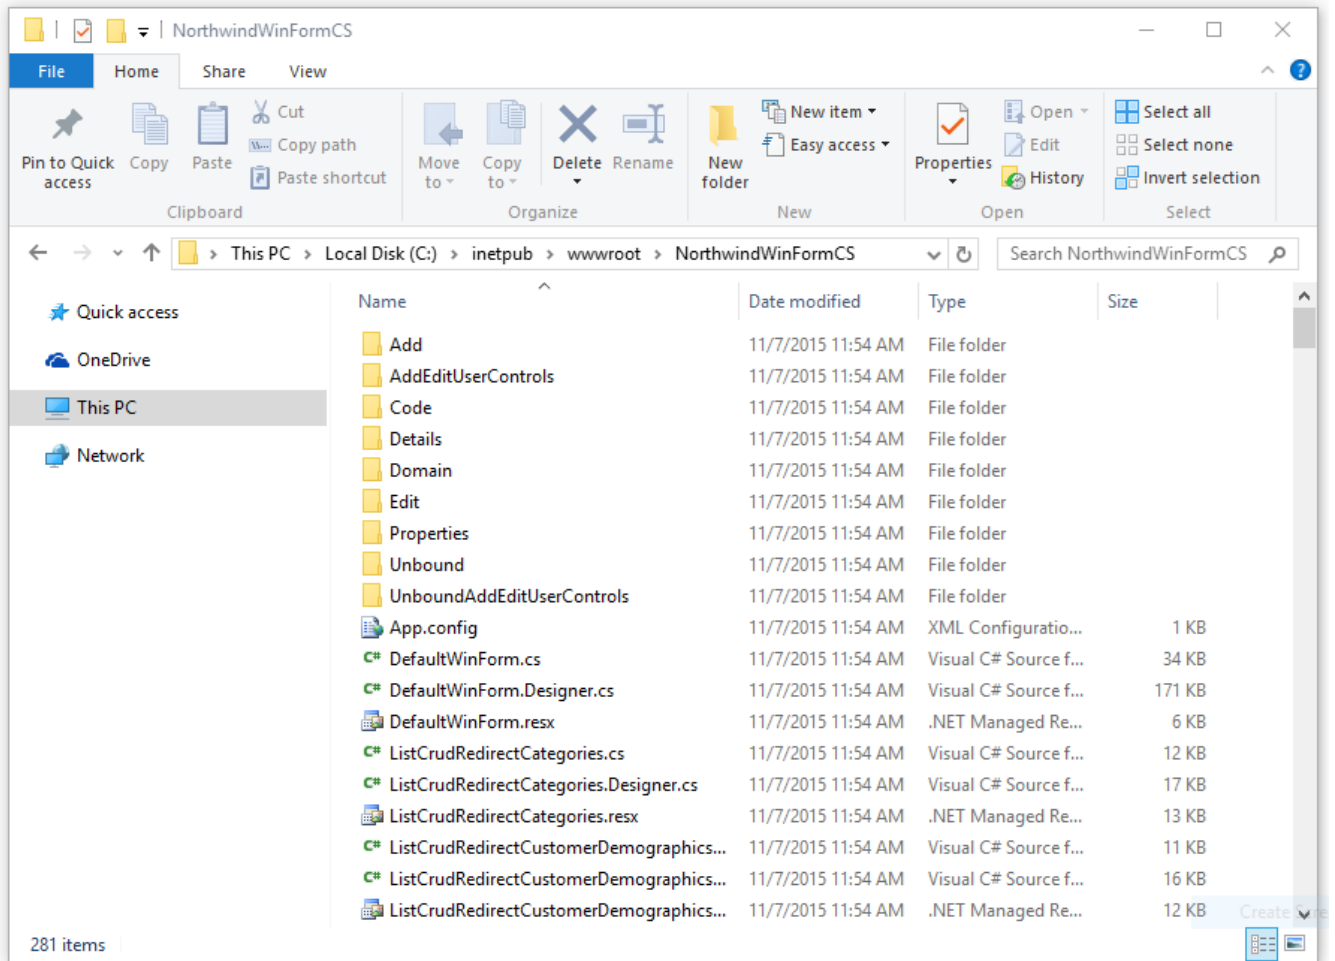 NorthwindWinFormCS
File Home Share View
Pin to Quick access
Copy
Paste
Cut
Copy path
Paste shortcut
Clipboard
Move to
Copy to
Delete
Rename
Organize
New folder
New item
Easy access
New
Properties
Open
Edit
History
Open
Select all
Select none
Invert selection
Select
This PC > Local Disk (C:) > inetpub > wwwroot > NorthwindWinFormCS
Search NorthwindWinFormCS
Quick access
OneDrive
This PC
Network
Name Date modified Type Size
Add 11/7/2015 11:54 AM File folder
AddEditUserControls 11/7/2015 11:54 AM File folder
Code 11/7/2015 11:54 AM File folder
Details 11/7/2015 11:54 AM File folder
Domain 11/7/2015 11:54 AM File folder
Edit 11/7/2015 11:54 AM File folder
Properties 11/7/2015 11:54 AM File folder
Unbound 11/7/2015 11:54 AM File folder
UnboundAddEditUserControls 11/7/2015 11:54 AM File folder
App.config 11/7/2015 11:54 AM XML Configuratio... 1 KB
C# DefaultWinForm.cs 11/7/2015 11:54 AM Visual C# Source f... 34 KB
C# DefaultWinForm.Designer.cs 11/7/2015 11:54 AM Visual C# Source f... 171 KB
DefaultWinForm.resx 11/7/2015 11:54 AM .NET Managed Re... 6 KB
C# ListCrudRedirectCategories.cs 11/7/2015 11:54 AM Visual C# Source f... 12 KB
C# ListCrudRedirectCategories.Designer.cs 11/7/2015 11:54 AM Visual C# Source f... 17 KB
ListCrudRedirectCategories.resx 11/7/2015 11:54 AM .NET Managed Re... 13 KB
C# ListCrudRedirectCustomerDemographics... 11/7/2015 11:54 AM Visual C# Source f... 11 KB
C# ListCrudRedirectCustomerDemographics... 11/7/2015 11:54 AM Visual C# Source f... 16 KB
ListCrudRedirectCustomerDemographics... 11/7/2015 11:54 AM .NET Managed Re... 12 KB
Create
281 items